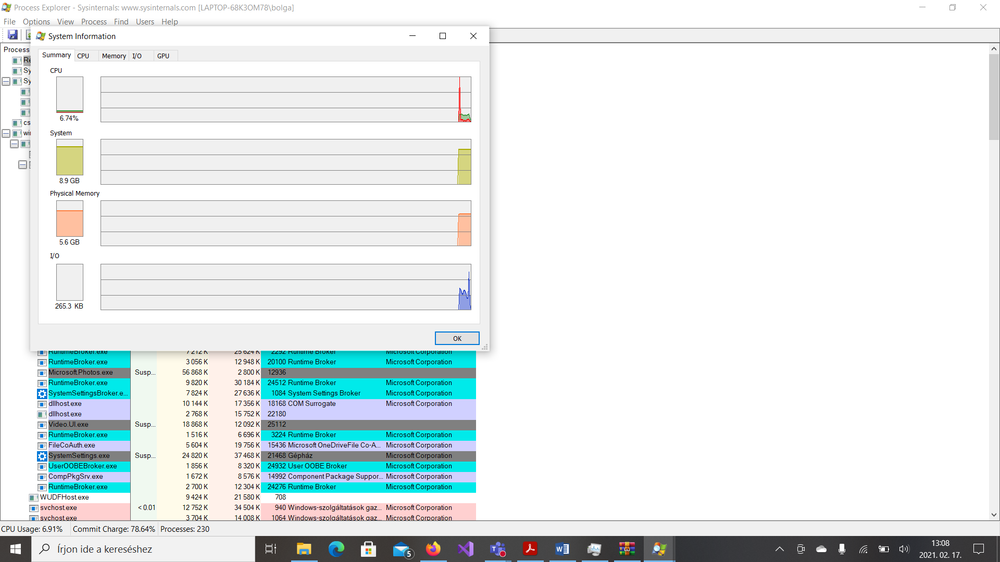 Process Explorer - Sysinternals: www.sysinternals.com [LAPTOP-68K3OM78\bolga]
File Options View Process Find Users Help
System Information
Process
Summary CPU Memory I/O GPU
CPU
6.74%
System
8.9 GB
Physical Memory
5.6 GB
I/O
265.3 KB
OK
RuntimeBroker.exe 7 212 K 25 624 K 2292 Runtime Broker Microsoft Corporation
RuntimeBroker.exe 3 056 K 12 948 K 20100 Runtime Broker Microsoft Corporation
Microsoft.Photos.exe Susp... 56 868 K 2 800 K 12936
RuntimeBroker.exe 9 820 K 30 184 K 24512 Runtime Broker Microsoft Corporation
SystemSettingsBroker.e... 7 824 K 27 636 K 1084 System Settings Broker Microsoft Corporation
dllhost.exe 10 144 K 17 356 K 18168 COM Surrogate Microsoft Corporation
dllhost.exe 2 768 K 15 752 K 22180
Video.UI.exe Susp... 18 868 K 12 092 K 25112
RuntimeBroker.exe 1 516 K 6 696 K 3224 Runtime Broker Microsoft Corporation
FileCoAuth.exe 5 604 K 19 756 K 15436 Microsoft OneDriveFile Co-A... Microsoft Corporation
SystemSettings.exe Susp... 24 820 K 37 468 K 21468 Gépház Microsoft Corporation
UserOOBEBroker.exe 1 856 K 8 320 K 24932 User OOBE Broker Microsoft Corporation
CompPkgSrv.exe 1 672 K 8 576 K 14992 Component Package Suppor... Microsoft Corporation
RuntimeBroker.exe 2 700 K 12 304 K 24276 Runtime Broker Microsoft Corporation
WUDFHost.exe 9 424 K 21 580 K 708
svchost.exe < 0.01 12 752 K 34 504 K 940 Windows-szolgáltatások gaz... Microsoft Corporation
svchost.exe 3 704 K 14 008 K 1064 Windows-szolgáltatások gaz... Microsoft Corporation
CPU Usage: 6.91% Commit Charge: 78.64% Processes: 230
Írjon ide a kereséshez
5
13:08
2021. 02. 17.